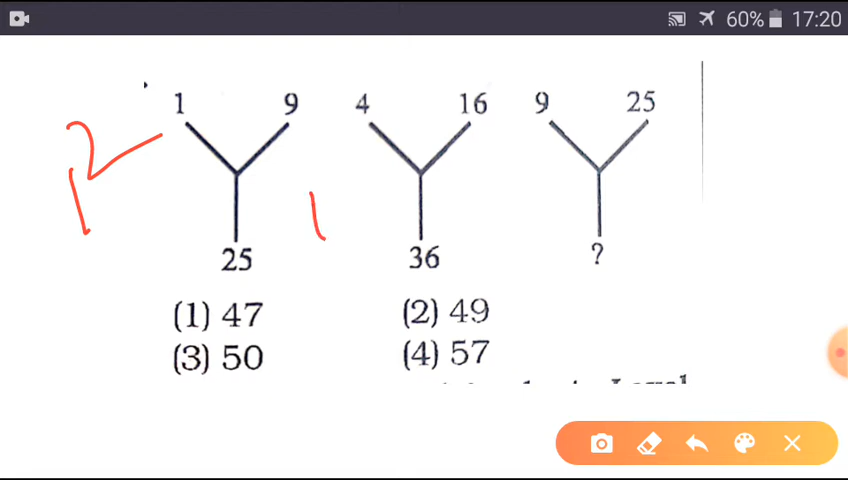 60% 17:20
1 9 4 16 9 25
25 36 ?
(1) 47 (2) 49
(3) 50 (4) 57